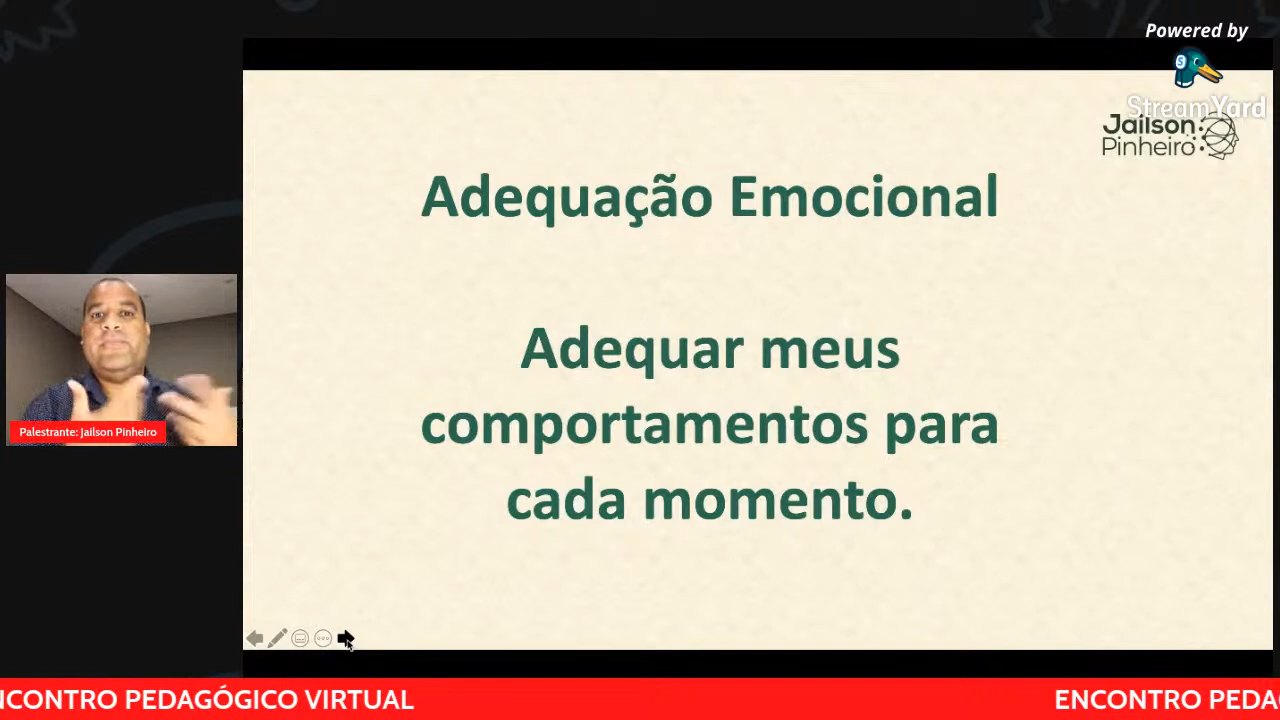 Powered by
StreamYard
Jailson
Pinheiro
Adequação Emocional
Adequar meus
comportamentos para
cada momento.
Palestrante: Jailson Pinheiro
NCONTRO PEDAGÓGICO VIRTUAL
ENCONTRO PEDAG